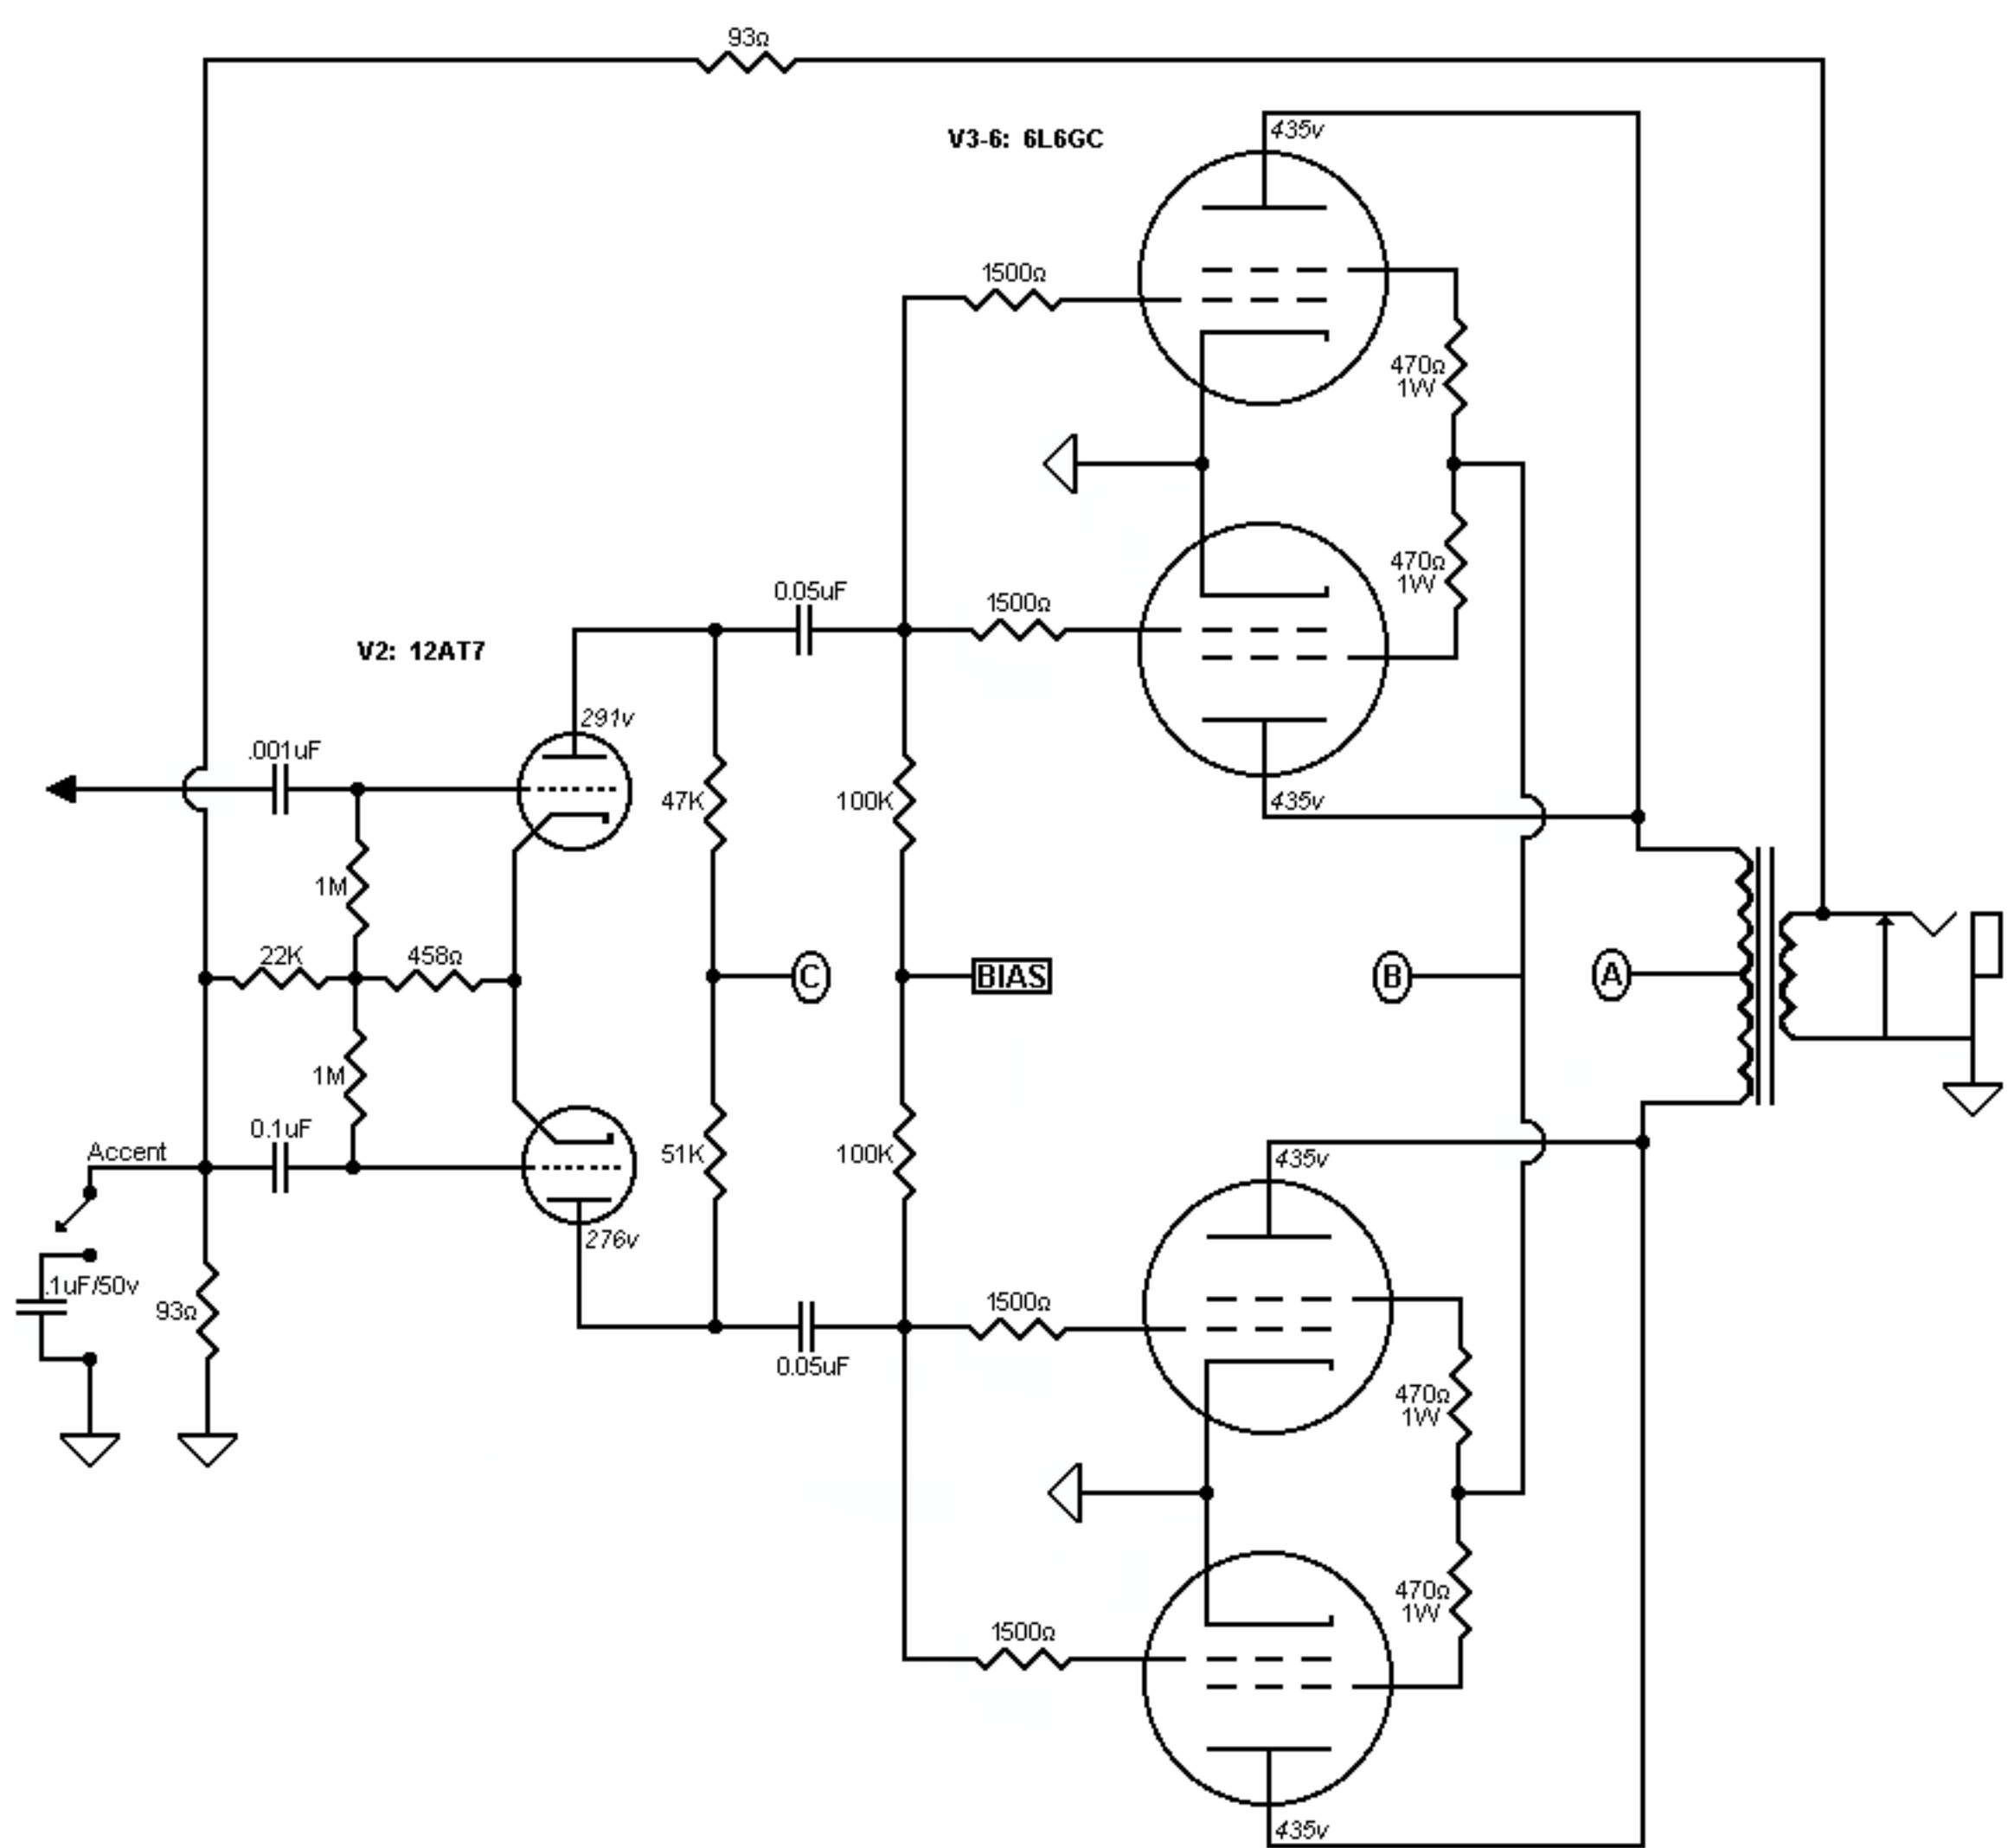 93Ω
V3-6: 6L6GC
435v
1500Ω
470Ω
1W
0.05uF
1500Ω
470Ω
1W
V2: 12AT7
291v
.001uF
47K
100K
435v
1M
22K
458Ω
C
BIAS
B
A
1M
0.1uF
Accent
51K
100K
435v
276v
.1uF/50v
93Ω
1500Ω
0.05uF
470Ω
1W
470Ω
1W
1500Ω
435v